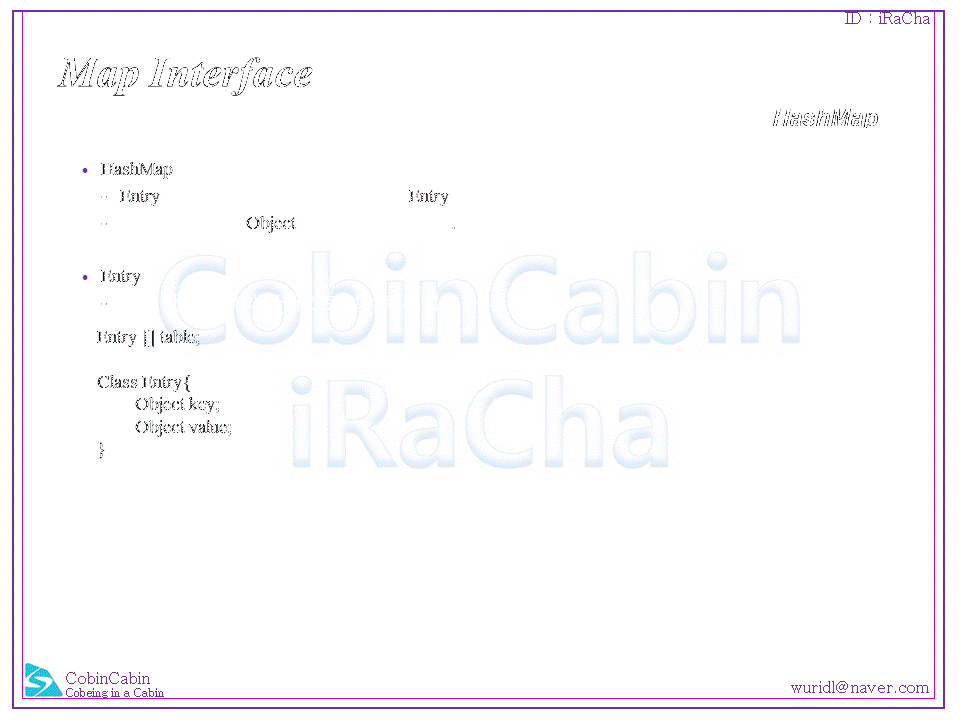 ID : iRaCha
Map Interface
HashMap
• HashMap
Entry Entry
Object .
• Entry
Entry [] table;
Class Entry{
Object key;
Object value;
}
CobinCabin
iRaCha
CobinCabin
Cobeing in a Cabin
wuridl@naver.com